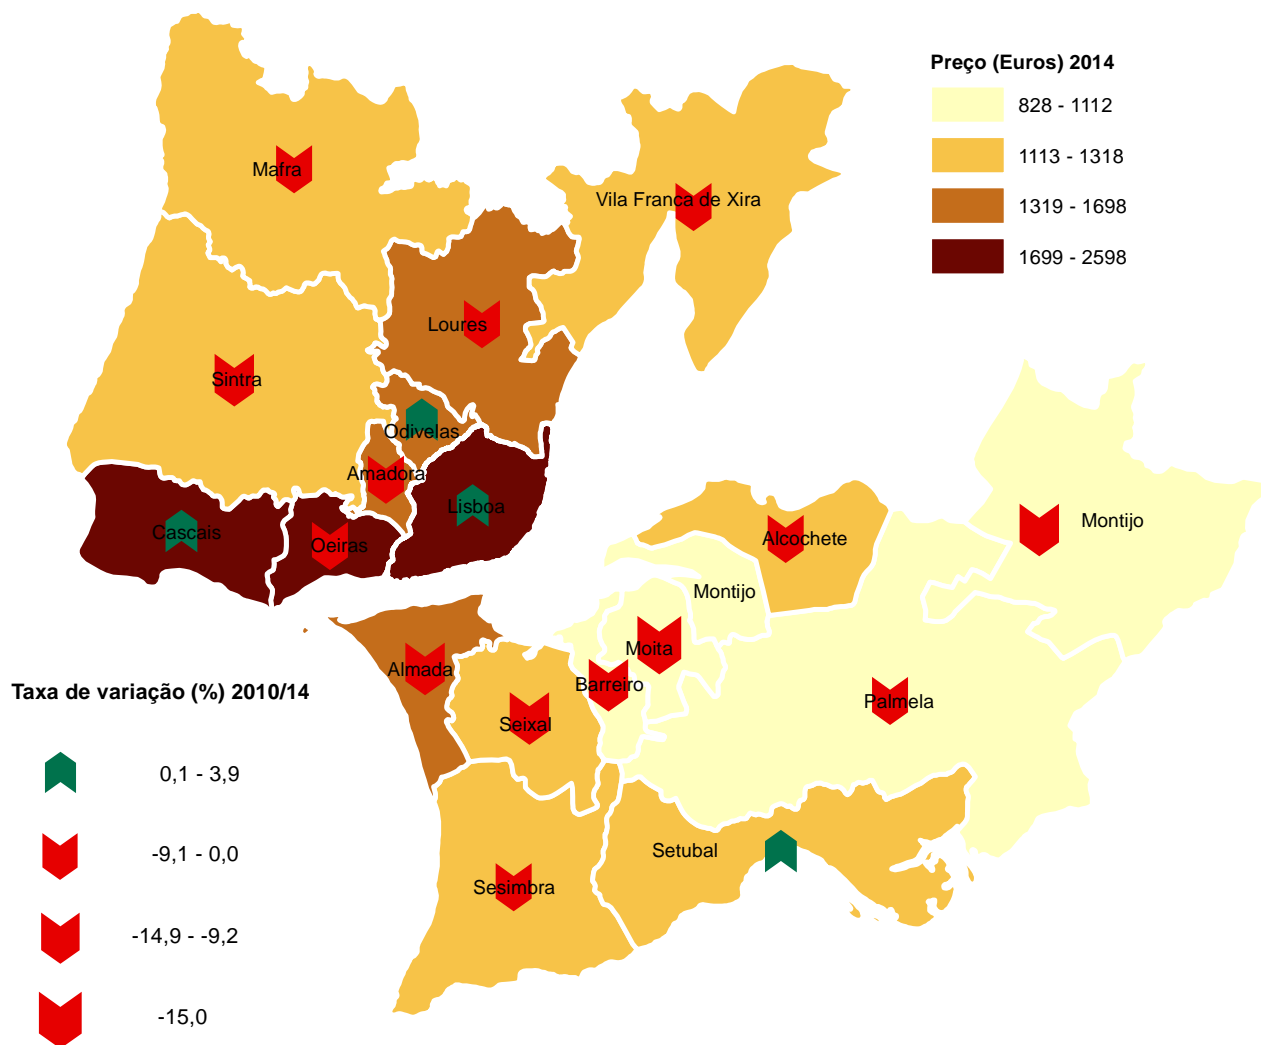 Preço (Euros) 2014
828 - 1112
1113 - 1318
1319 - 1698
1699 - 2598
Mafra
Vila Franca de Xira
Loures
Sintra
Odivelas
Amadora
Lisboa
Cascais
Oeiras
Alcochete
Montijo
Montijo
Moita
Almada
Barreiro
Palmela
Seixal
Setubal
Sesimbra
Taxa de variação (%) 2010/14
0,1 - 3,9
-9,1 - 0,0
-14,9 - -9,2
-15,0